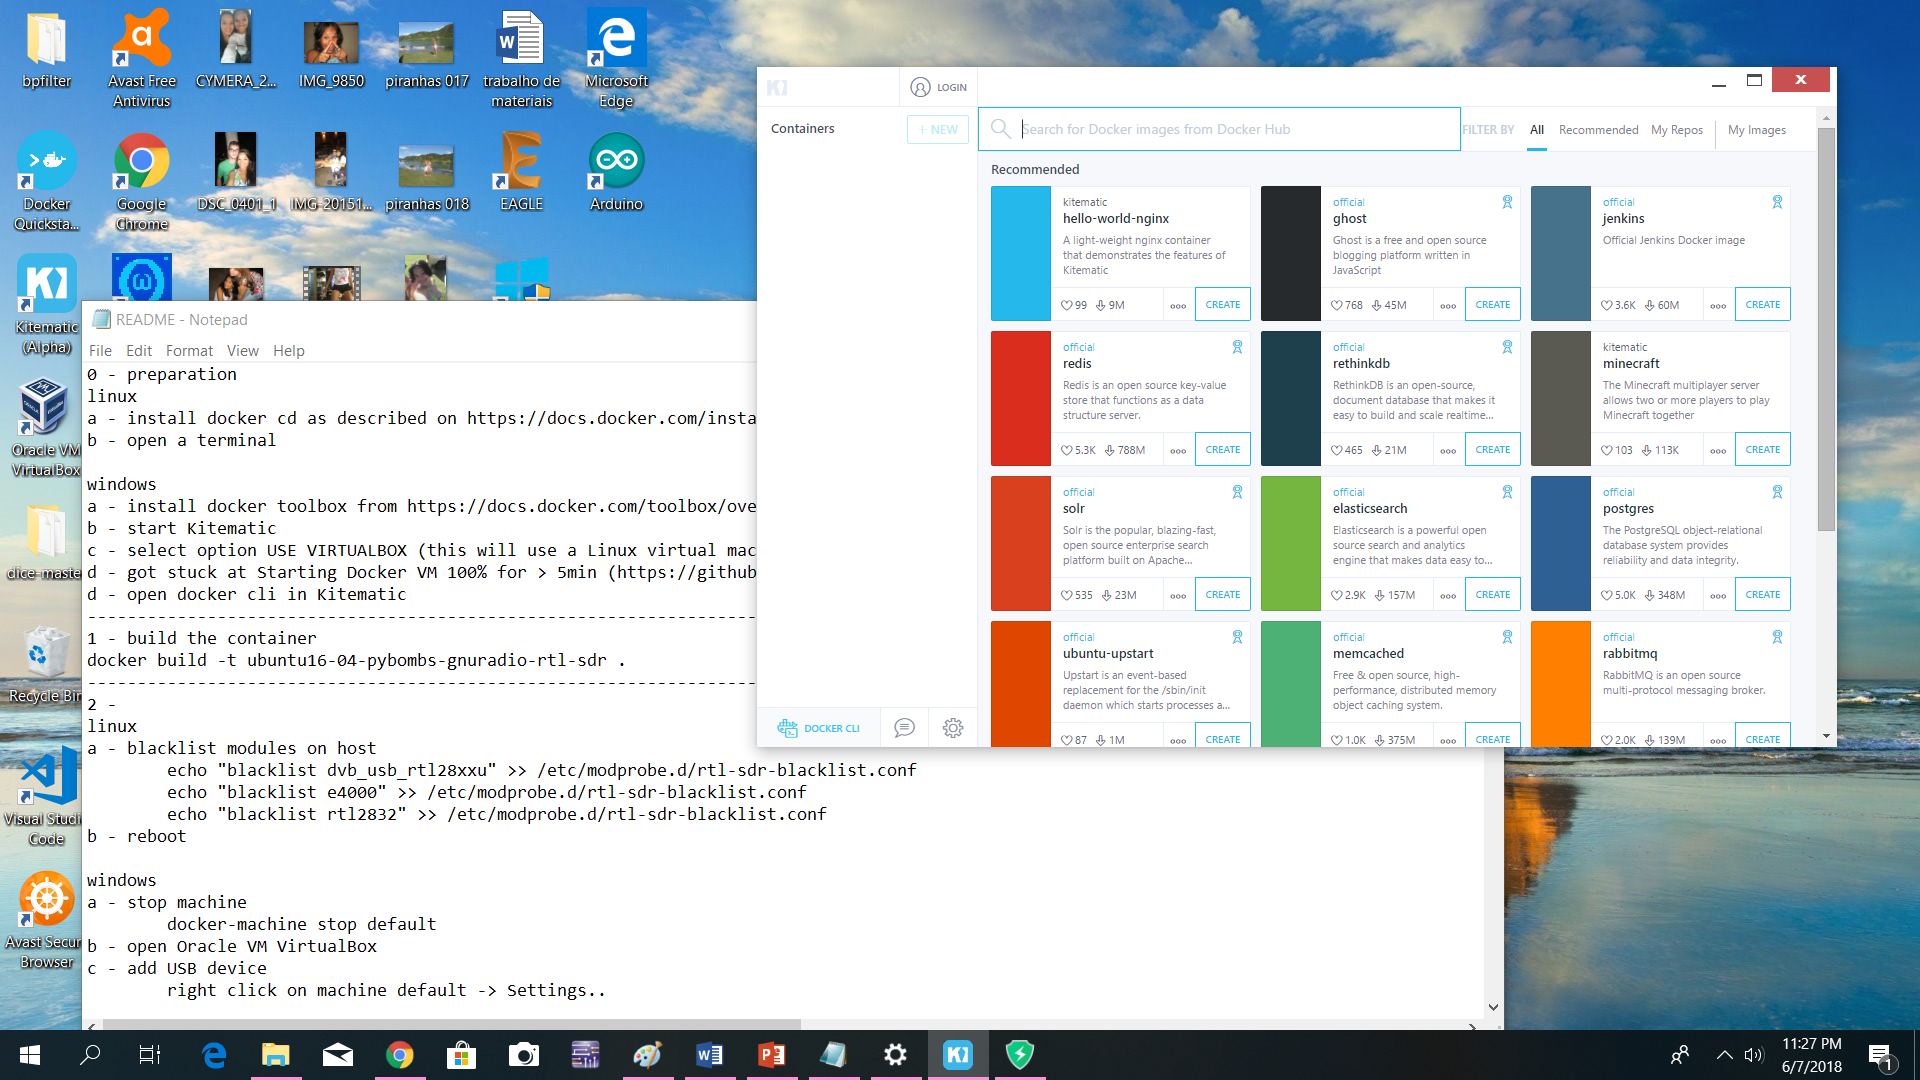 bpfilter
Avast Free
Antivirus
CYMERA_2...
IMG_9850
piranhas 017
trabalho de
materiais
Microsoft
Edge
Docker
Quicksta...
Google
Chrome
DSC_0401_1
IMG-20151...
piranhas 018
EAGLE
Arduino
Kitematic
(Alpha)
Oracle VM
VirtualBox
dice-maste
Recycle Bin
Visual Studi
Code
Avast Secur
Browser
README - Notepad
File Edit Format View Help
0 - preparation
linux
a - install docker cd as described on https://docs.docker.com/insta
b - open a terminal
windows
a - install docker toolbox from https://docs.docker.com/toolbox/ove
b - start Kitematic
c - select option USE VIRTUALBOX (this will use a Linux virtual mac
d - got stuck at Starting Docker VM 100% for > 5min (https://github
d - open docker cli in Kitematic
-------------------------------------------------------------------
1 - build the container
docker build -t ubuntu16-04-pybombs-gnuradio-rtl-sdr .
-------------------------------------------------------------------
2 -
linux
a - blacklist modules on host
echo "blacklist dvb_usb_rtl28xxu" >> /etc/modprobe.d/rtl-sdr-blacklist.conf
echo "blacklist e4000" >> /etc/modprobe.d/rtl-sdr-blacklist.conf
echo "blacklist rtl2832" >> /etc/modprobe.d/rtl-sdr-blacklist.conf
b - reboot
windows
a - stop machine
docker-machine stop default
b - open Oracle VM VirtualBox
c - add USB device
right click on machine default -> Settings..
LOGIN
Containers
+ NEW
Search for Docker images from Docker Hub
FILTER BY All Recommended My Repos My Images
Recommended
kitematic
hello-world-nginx
A light-weight nginx container
that demonstrates the features of
Kitematic
99 9M CREATE
official
ghost
Ghost is a free and open source
blogging platform written in
JavaScript
768 45M CREATE
official
jenkins
Official Jenkins Docker image
3.6K 60M CREATE
official
redis
Redis is an open source key-value
store that functions as a data
structure server.
5.3K 788M CREATE
official
rethinkdb
RethinkDB is an open-source,
document database that makes it
easy to build and scale realtime...
465 21M CREATE
kitematic
minecraft
The Minecraft multiplayer server
allows two or more players to play
Minecraft together
103 113K CREATE
official
solr
Solr is the popular, blazing-fast,
open source enterprise search
platform built on Apache...
535 23M CREATE
official
elasticsearch
Elasticsearch is a powerful open
source search and analytics
engine that makes data easy to...
2.9K 157M CREATE
official
postgres
The PostgreSQL object-relational
database system provides
reliability and data integrity.
5.0K 348M CREATE
official
ubuntu-upstart
Upstart is an event-based
replacement for the /sbin/init
daemon which starts processes a...
87 1M CREATE
official
memcached
Free & open source, high-
performance, distributed memory
object caching system.
1.0K 375M CREATE
official
rabbitmq
RabbitMQ is an open source
multi-protocol messaging broker.
2.0K 139M CREATE
DOCKER CLI
11:27 PM
6/7/2018
1